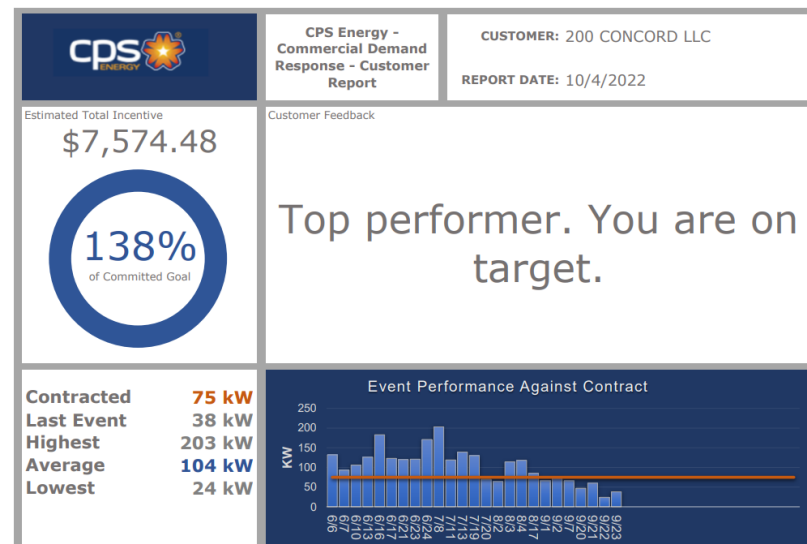 cps
ENERGY
CPS Energy -
Commercial Demand
Response - Customer
Report
CUSTOMER: 200 CONCORD LLC
REPORT DATE: 10/4/2022
Estimated Total Incentive
$7,574.48
138%
of Committed Goal
Customer Feedback
Top performer. You are on
target.
Contracted 75 kW
Last Event 38 kW
Highest 203 kW
Average 104 kW
Lowest 24 kW
Event Performance Against Contract
KW
250
200
150
100
50
0
6/6
6/7
6/10
6/13
6/16
6/17
6/21
6/23
6/24
7/8
7/11
7/13
7/19
7/20
8/2
8/3
8/4
8/17
9/1
9/2
9/7
9/20
9/21
9/22
9/23